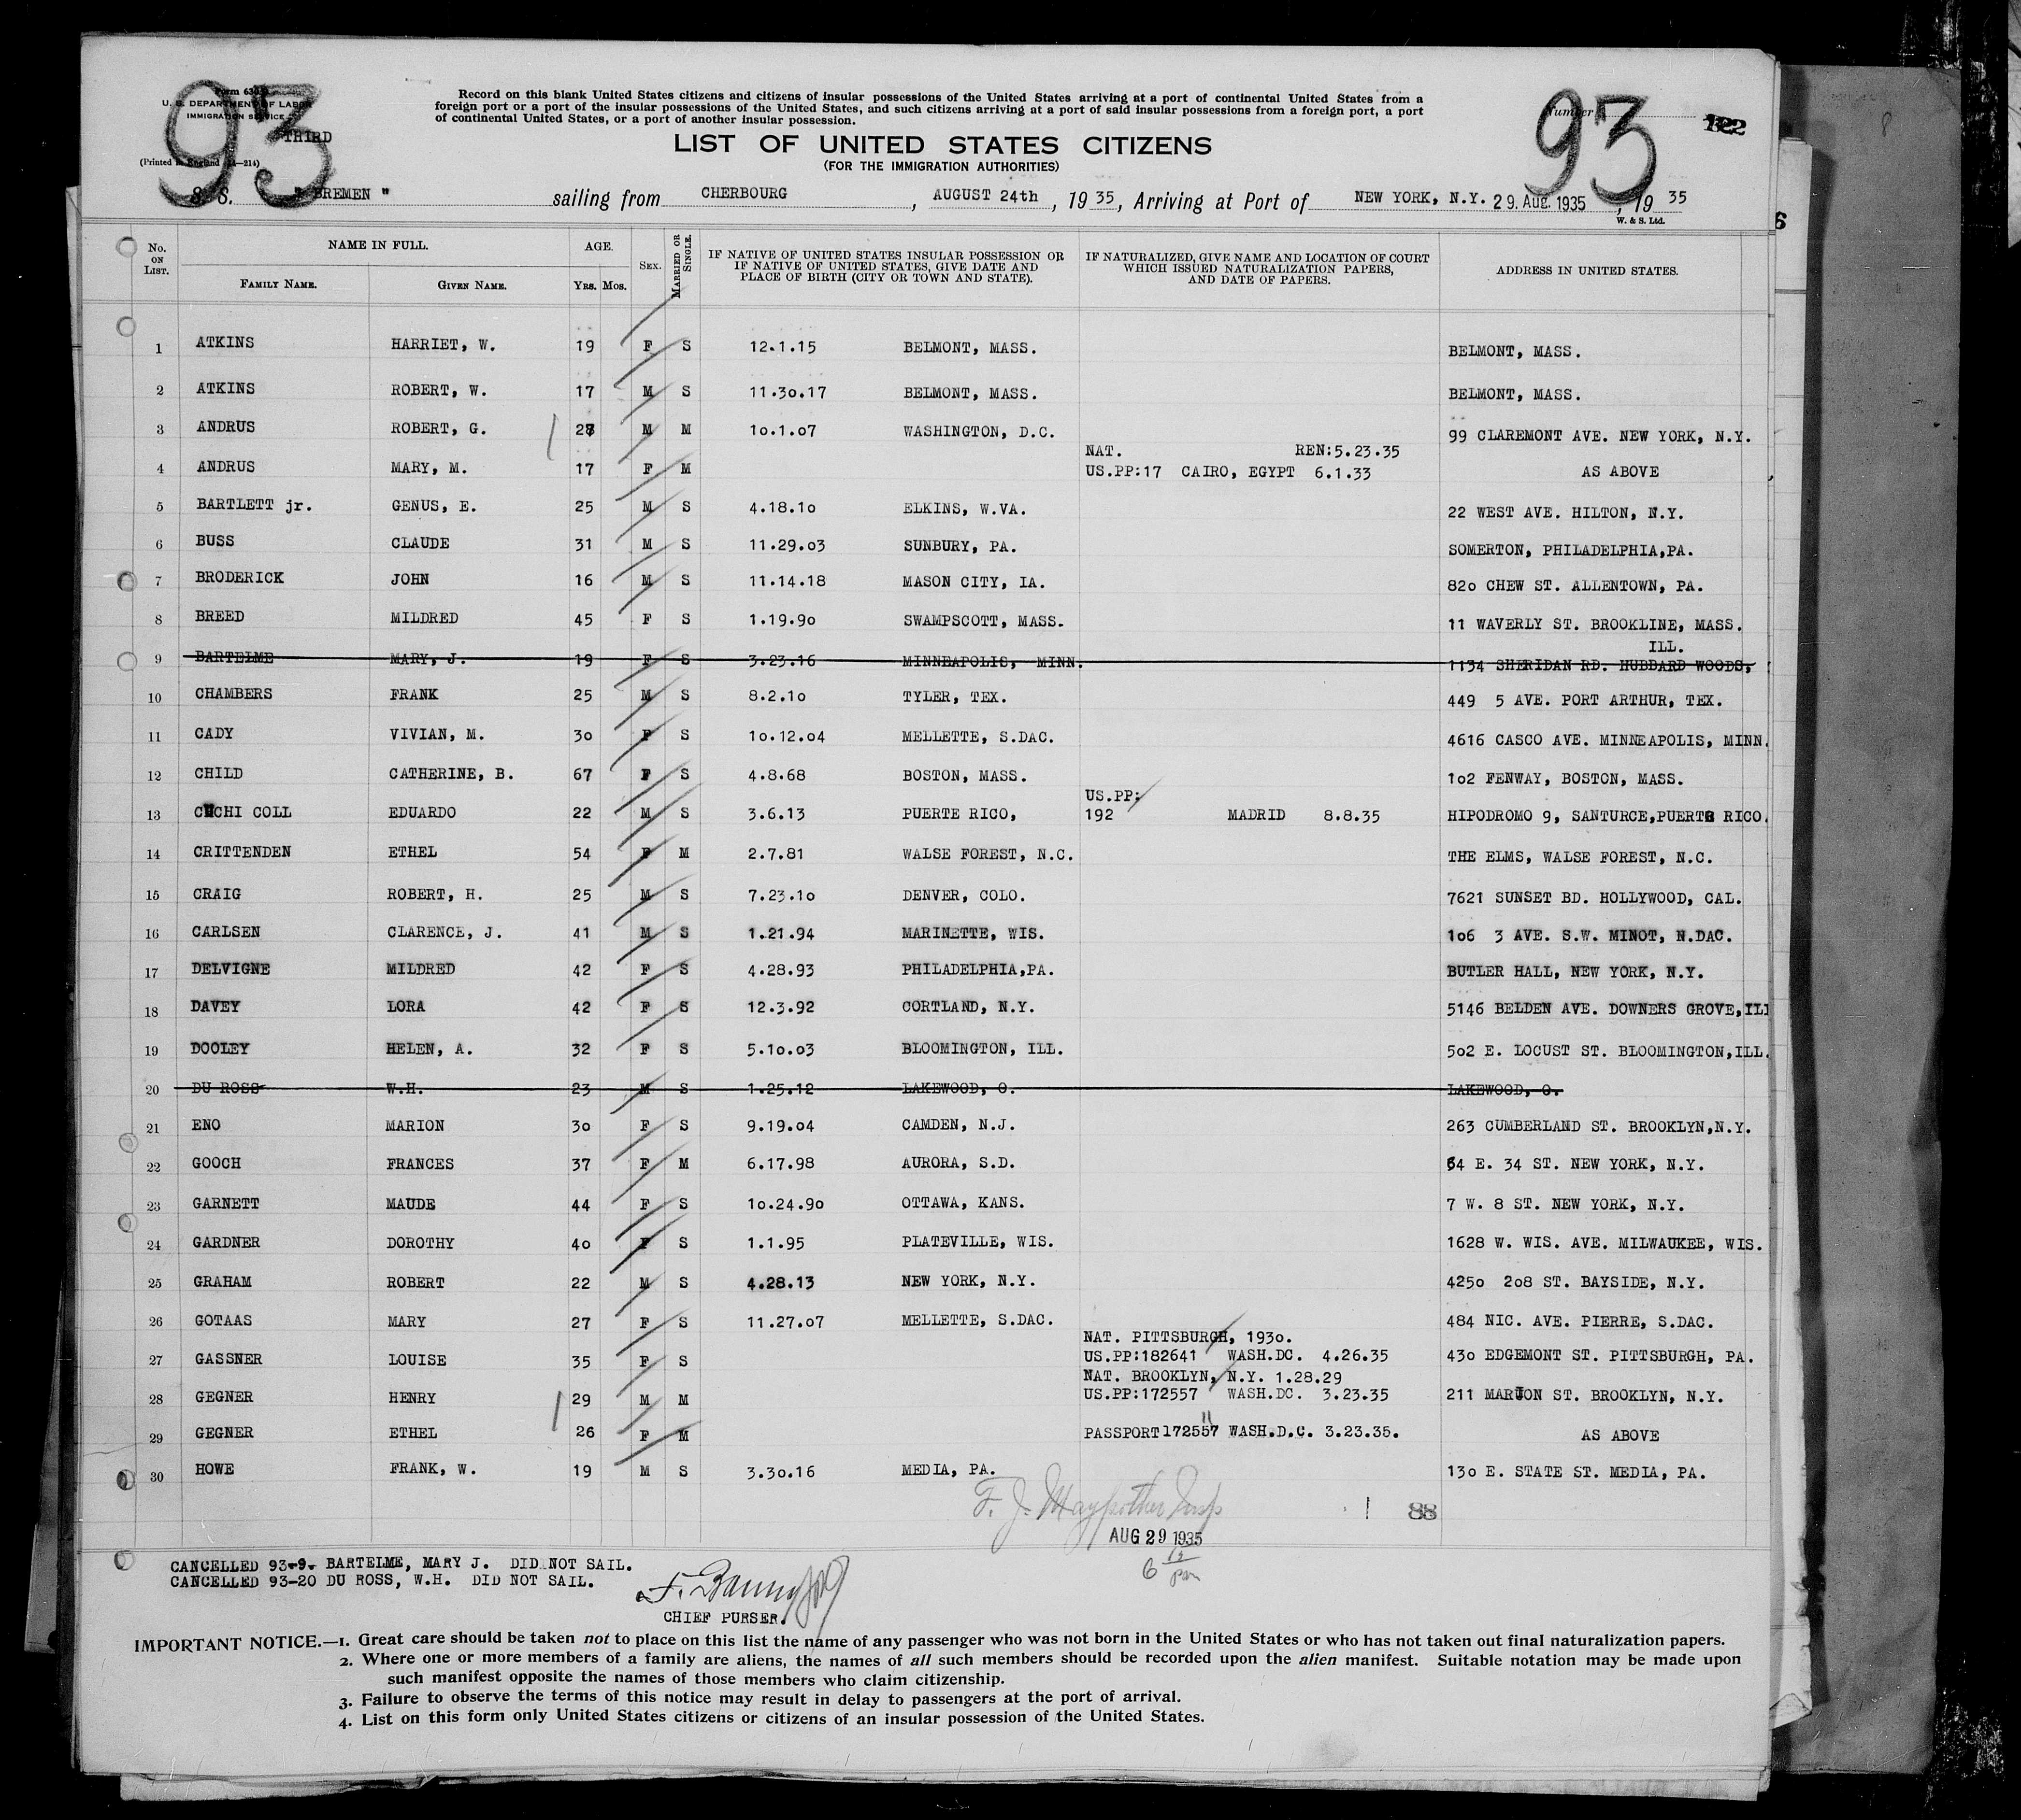 93
Form 630
U. S. DEPARTMENT OF LABOR
IMMIGRATION SERVICE
THIRD
(Printed in England —214)
Record on this blank United States citizens and citizens of insular possessions of the United States arriving at a port of continental United States from a
foreign port or a port of the insular possessions of the United States, and such citizens arriving at a port of said insular possessions from a foreign port, a port
of continental United States, or a port of another insular possession.
LIST OF UNITED STATES CITIZENS
(FOR THE IMMIGRATION AUTHORITIES)
Number 93
122
S. S. " BREMEN " sailing from CHERBOURG, AUGUST 24th, 19 35, Arriving at Port of NEW YORK, N.Y. 29. Aug. 1935, 19 35
W. & S. Ltd.
No. ON LIST. NAME IN FULL. AGE. SEX. MARRIED OR SINGLE. IF NATIVE OF UNITED STATES INSULAR POSSESSION OR IF NATIVE OF UNITED STATES, GIVE DATE AND PLACE OF BIRTH (CITY OR TOWN AND STATE). IF NATURALIZED, GIVE NAME AND LOCATION OF COURT WHICH ISSUED NATURALIZATION PAPERS, AND DATE OF PAPERS. ADDRESS IN UNITED STATES.
FAMILY NAME. GIVEN NAME. YRS. MOS.
1 ATKINS HARRIET, W. 19 F S 12.1.15 BELMONT, MASS. BELMONT, MASS.
2 ATKINS ROBERT, W. 17 M S 11.30.17 BELMONT, MASS. BELMONT, MASS.
3 ANDRUS ROBERT, G. 28 M M 10.1.07 WASHINGTON, D.C. 99 CLAREMONT AVE. NEW YORK, N.Y.
NAT. REN:5.23.35
4 ANDRUS MARY, M. 17 F M US.PP:17 CAIRO, EGYPT 6.1.33 AS ABOVE
5 BARTLETT jr. GENUS, E. 25 M S 4.18.10 ELKINS, W.VA. 22 WEST AVE. HILTON, N.Y.
6 BUSS CLAUDE 31 M S 11.29.03 SUNBURY, PA. SOMERTON, PHILADELPHIA,PA.
7 BRODERICK JOHN 16 M S 11.14.18 MASON CITY, IA. 820 CHEW ST. ALLENTOWN, PA.
8 BREED MILDRED 45 F S 1.19.90 SWAMPSCOTT, MASS. 11 WAVERLY ST. BROOKLINE, MASS.
ILL.
9 BARTELME MARY, J. 19 F S 3.23.16 MINNEAPOLIS, MINN. 1134 SHERIDAN RD. HUBBARD WOODS,
10 CHAMBERS FRANK 25 M S 8.2.10 TYLER, TEX. 449 5 AVE. PORT ARTHUR, TEX.
11 CADY VIVIAN, M. 30 F S 10.12.04 MELLETTE, S.DAC. 4616 CASCO AVE. MINNEAPOLIS, MINN.
12 CHILD CATHERINE, B. 67 F S 4.8.68 BOSTON, MASS. 102 FENWAY, BOSTON, MASS.
US.PP:
13 CUCHI COLL EDUARDO 22 M S 3.6.13 PUERTE RICO, 192 MADRID 8.8.35 HIPODROMO 9, SANTURCE,PUERTO RICO.
14 CRITTENDEN ETHEL 54 F M 2.7.81 WALSE FOREST, N.C. THE ELMS, WALSE FOREST, N.C.
15 CRAIG ROBERT, H. 25 M S 7.23.10 DENVER, COLO. 7621 SUNSET BD. HOLLYWOOD, CAL.
16 CARLSEN CLARENCE, J. 41 M S 1.21.94 MARINETTE, WIS. 106 3 AVE. S.W. MINOT, N.DAC.
17 DELVIGNE MILDRED 42 F S 4.28.93 PHILADELPHIA,PA. BUTLER HALL, NEW YORK, N.Y.
18 DAVEY LORA 42 F S 12.3.92 CORTLAND, N.Y. 5146 BELDEN AVE. DOWNERS GROVE,ILL
19 DOOLEY HELEN, A. 32 F S 5.10.03 BLOOMINGTON, ILL. 502 E. LOCUST ST. BLOOMINGTON,ILL.
20 DU ROSS W.H. 23 M S 1.25.12 LAKEWOOD, O. LAKEWOOD, O.
21 ENO MARION 30 F S 9.19.04 CAMDEN, N.J. 263 CUMBERLAND ST. BROOKLYN,N.Y.
22 GOOCH FRANCES 37 F M 6.17.98 AURORA, S.D. 34 E. 34 ST. NEW YORK, N.Y.
23 GARNETT MAUDE 44 F S 10.24.90 OTTAWA, KANS. 7 W. 8 ST. NEW YORK, N.Y.
24 GARDNER DOROTHY 40 F S 1.1.95 PLATEVILLE, WIS. 1628 W. WIS. AVE. MILWAUKEE, WIS.
25 GRAHAM ROBERT 22 M S 4.28.13 NEW YORK, N.Y. 4250 208 ST. BAYSIDE, N.Y.
26 GOTAAS MARY 27 F S 11.27.07 MELLETTE, S.DAC. 484 NIC. AVE. PIERRE, S.DAC.
NAT. PITTSBURGH, 1930.
27 GASSNER LOUISE 35 F S US.PP:182641 WASH.DC. 4.26.35 430 EDGEMONT ST. PITTSBURGH, PA.
NAT. BROOKLYN, N.Y. 1.28.29
28 GEGNER HENRY 29 M M US.PP:172557 WASH.DC. 3.23.35 211 MARION ST. BROOKLYN, N.Y.
29 GEGNER ETHEL 26 F M PASSPORT172557 WASH.D.C. 3.23.35. AS ABOVE
30 HOWE FRANK, W. 19 M S 3.30.16 MEDIA, PA. 130 E. STATE ST. MEDIA, PA.
F. J. Maypother Insp
88
AUG 29 1935
6 15 pm
CANCELLED 93-9. BARTELME, MARY J. DID NOT SAIL.
CANCELLED 93-20 DU ROSS, W.H. DID NOT SAIL.
CHIEF PURSER.
IMPORTANT NOTICE.—1. Great care should be taken not to place on this list the name of any passenger who was not born in the United States or who has not taken out final naturalization papers.
2. Where one or more members of a family are aliens, the names of all such members should be recorded upon the alien manifest. Suitable notation may be made upon
such manifest opposite the names of those members who claim citizenship.
3. Failure to observe the terms of this notice may result in delay to passengers at the port of arrival.
4. List on this form only United States citizens or citizens of an insular possession of the United States.